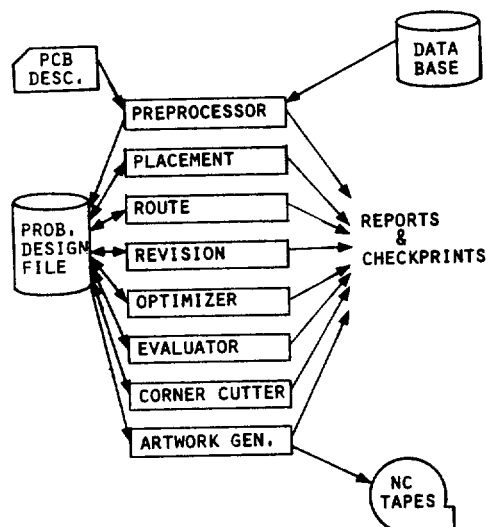 PCB
DESC.
DATA
BASE
PREPROCESSOR
PLACEMENT
ROUTE
REVISION
OPTIMIZER
EVALUATOR
CORNER CUTTER
ARTWORK GEN.
PROB.
DESIGN
FILE
REPORTS
&
CHECKPRINTS
NC
TAPES